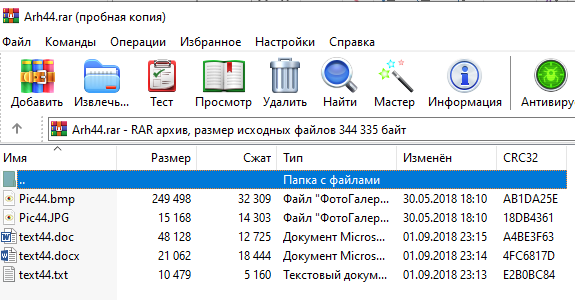 Arh44.rar (пробная копия)
Файл Команды Операции Избранное Настройки Справка
Добавить Извлечь... Тест Просмотр Удалить Найти Мастер Информация Антивиру
Arh44.rar - RAR архив, размер исходных файлов 344 335 байт
Имя Размер Сжат Тип Изменён CRC32
.. Папка с файлами
Pic44.bmp 249 498 32 309 Файл "ФотоГалер... 30.05.2018 18:10 AB1DA25E
Pic44.JPG 15 168 14 303 Файл "ФотоГалер... 30.05.2018 18:10 18DB4361
text44.doc 48 128 12 725 Документ Micros... 01.09.2018 23:15 A4BE3F63
text44.docx 21 062 18 444 Документ Micros... 01.09.2018 23:14 4FC6817D
text44.txt 10 479 5 160 Текстовый докум... 01.09.2018 23:13 E2B0BC84